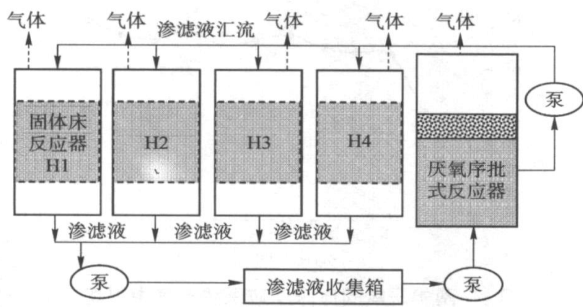 气体 气体 渗滤液汇流 气体 气体 气体
泵
固体床
反应器
H1
H2
H3
H4
厌氧序批
式反应器
渗滤液 渗滤液 渗滤液
泵
渗滤液收集箱
泵